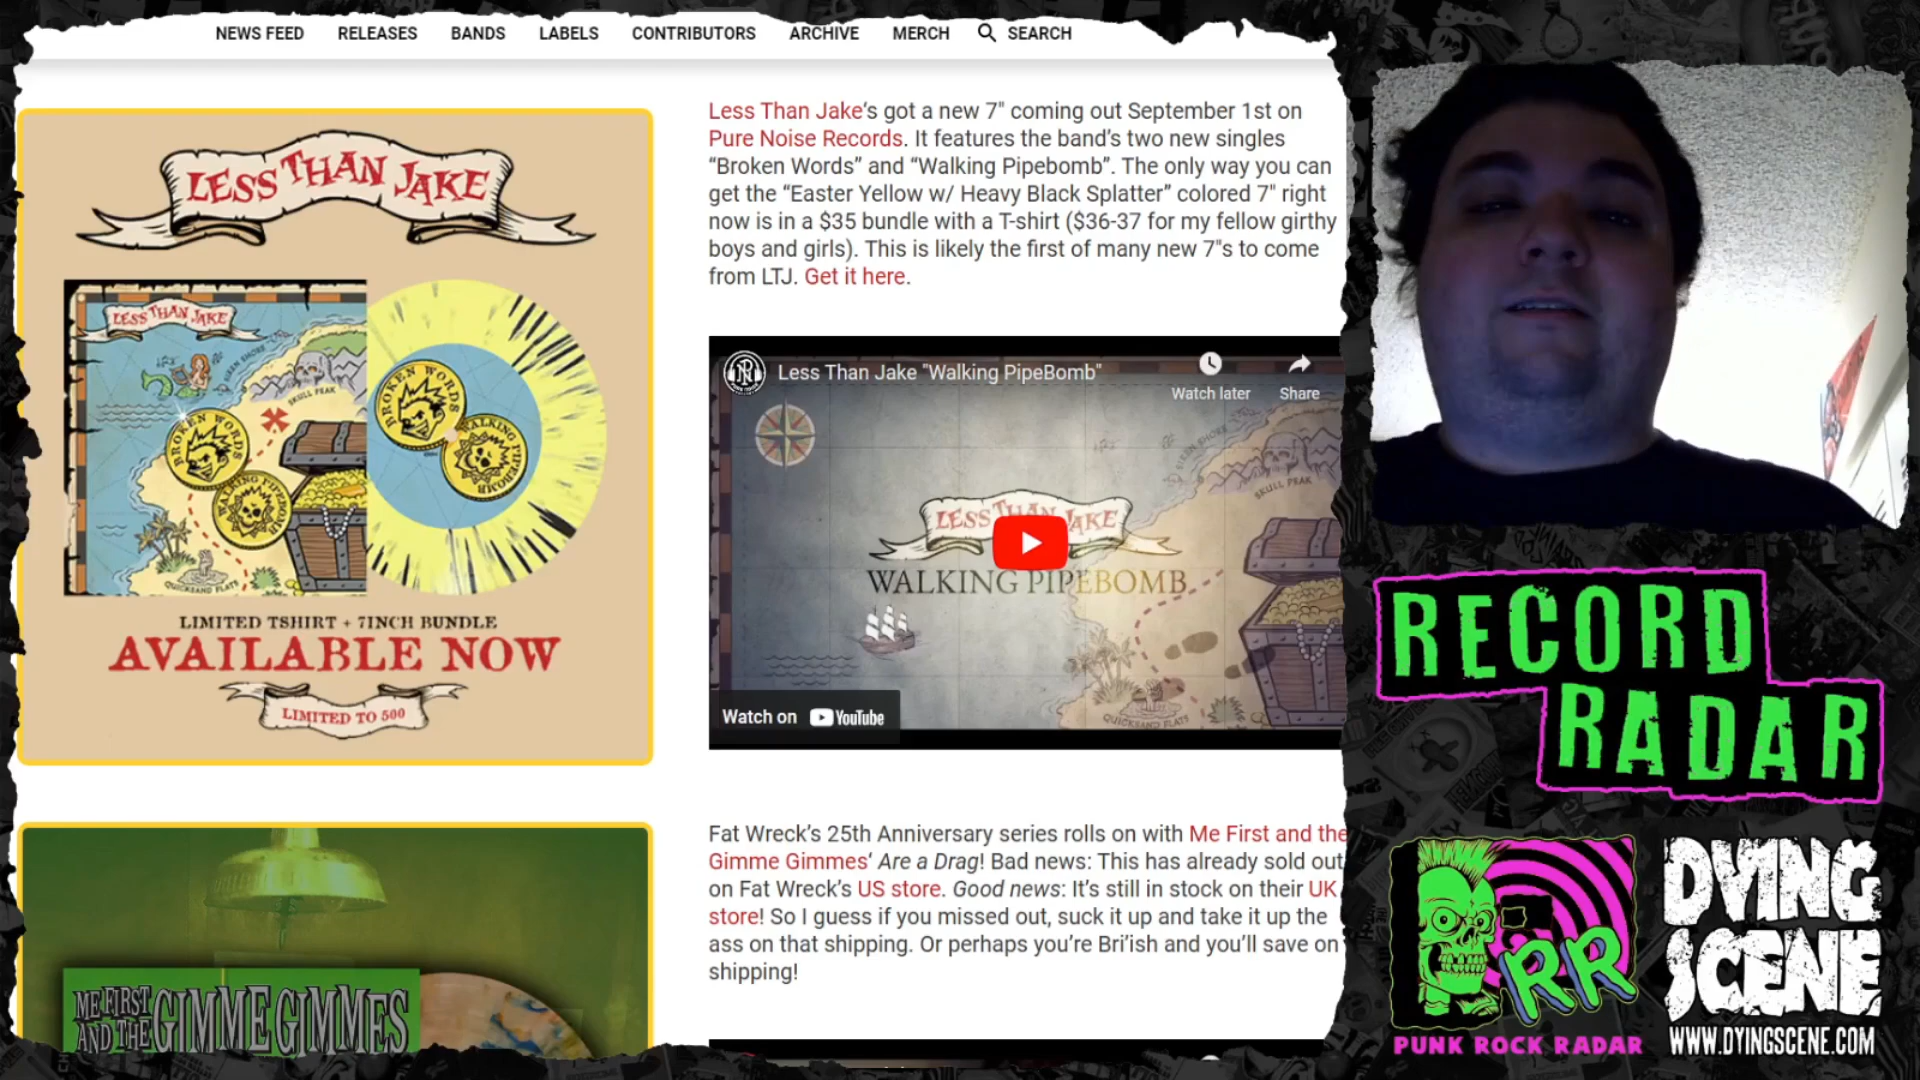 NEWS FEED RELEASES BANDS LABELS CONTRIBUTORS ARCHIVE MERCH SEARCH
LESS THAN JAKE
LESS THAN JAKE
SIREN SHORE
SKULL PEAK
BROKEN WORDS
WALKING PIPEBOMB
QUICKSAND FLATS
BROKEN WORDS
WALKING PIPEBOMB
LIMITED TSHIRT + 7INCH BUNDLE
AVAILABLE NOW
LIMITED TO 500
Less Than Jake‘s got a new 7" coming out September 1st on
Pure Noise Records. It features the band’s two new singles
“Broken Words” and “Walking Pipebomb”. The only way you can
get the “Easter Yellow w/ Heavy Black Splatter” colored 7" right
now is in a $35 bundle with a T-shirt ($36-37 for my fellow girthy
boys and girls). This is likely the first of many new 7"s to come
from LTJ. Get it here.
Less Than Jake "Walking PipeBomb"
Watch later
Share
SKULL PEAK
LESS THAN JAKE
WALKING PIPEBOMB
QUICKSAND FLATS
Watch on YouTube
ME FIRST
AND THE
GIMME GIMMES
Fat Wreck’s 25th Anniversary series rolls on with Me First and the
Gimme Gimmes‘ Are a Drag! Bad news: This has already sold out
on Fat Wreck’s US store. Good news: It’s still in stock on their UK
store! So I guess if you missed out, suck it up and take it up the
ass on that shipping. Or perhaps you’re Bri’ish and you’ll save on
shipping!
RECORD
RADAR
RR
PUNK ROCK RADAR
DYING
SCENE
WWW.DYINGSCENE.COM